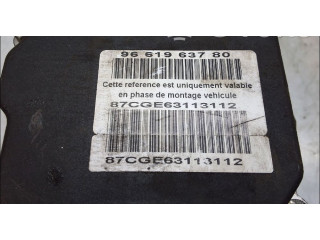 96 619 637 80
Cette reference est uniquement valable
en phase de montage vehicule
87CGE63113112
87CGE63113112